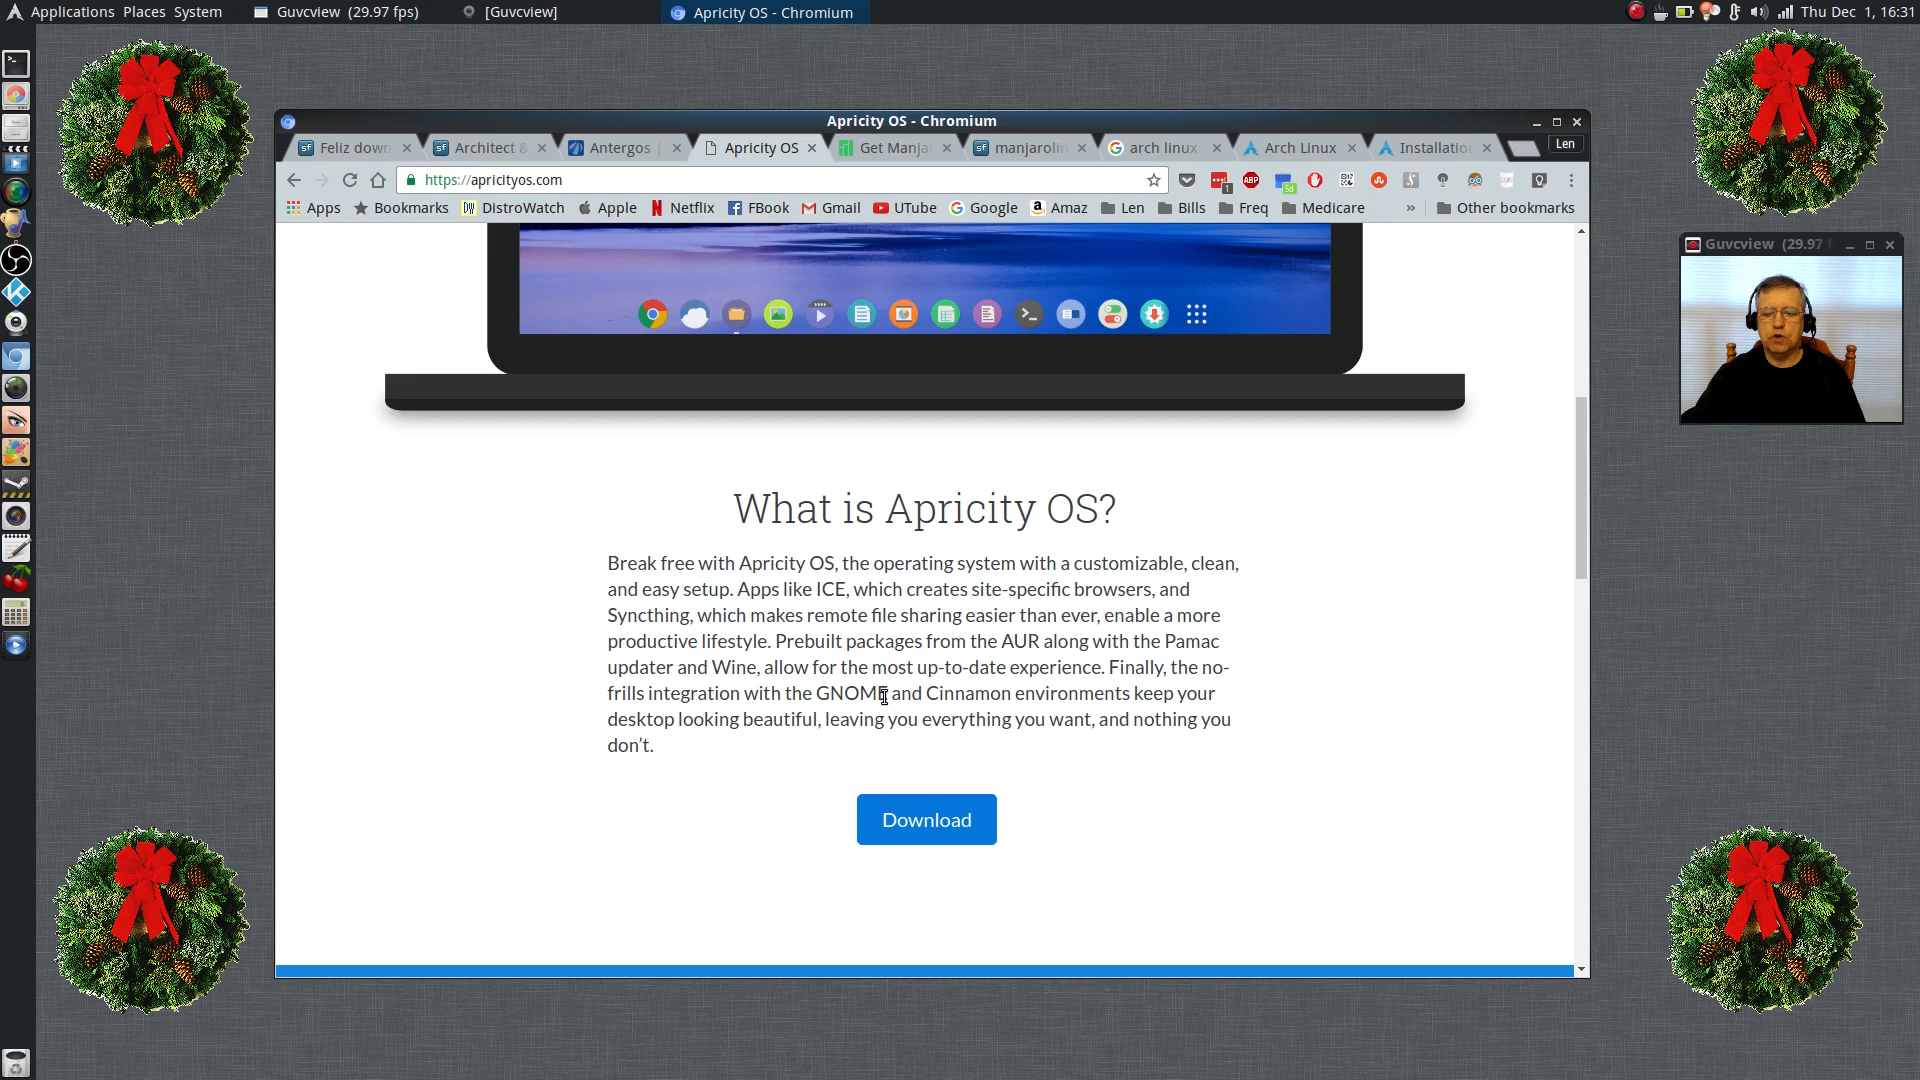 Applications Places System
Guvcview (29.97 fps)
[Guvcview]
Apricity OS - Chromium
Thu Dec 1, 16:31
Apricity OS - Chromium
Feliz down
Architect &
Antergos |
Apricity OS
Get Manja
manjarolin
arch linux
Arch Linux
Installatio
Len
https://apricityos.com
1
ABP
5d
Apps
Bookmarks
DW DistroWatch
Apple
Netflix
FBook
Gmail
UTube
Google
Amaz
Len
Bills
Freq
Medicare
»
Other bookmarks
Guvcview (29.97 f
What is Apricity OS?
Break free with Apricity OS, the operating system with a customizable, clean,
and easy setup. Apps like ICE, which creates site-specific browsers, and
Syncthing, which makes remote file sharing easier than ever, enable a more
productive lifestyle. Prebuilt packages from the AUR along with the Pamac
updater and Wine, allow for the most up-to-date experience. Finally, the no-
frills integration with the GNOME and Cinnamon environments keep your
desktop looking beautiful, leaving you everything you want, and nothing you
don’t.
Download